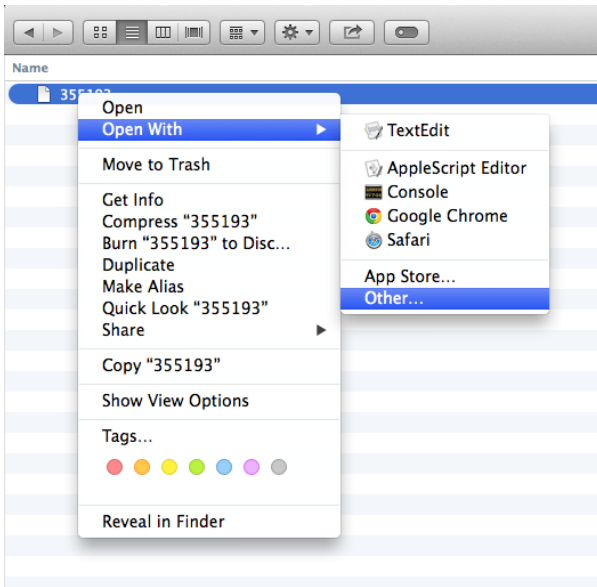 Name
355193
Open
Open With
Move to Trash
Get Info
Compress “355193”
Burn “355193” to Disc...
Duplicate
Make Alias
Quick Look “355193”
Share
Copy “355193”
Show View Options
Tags...
Reveal in Finder
TextEdit
AppleScript Editor
Console
Google Chrome
Safari
App Store...
Other...